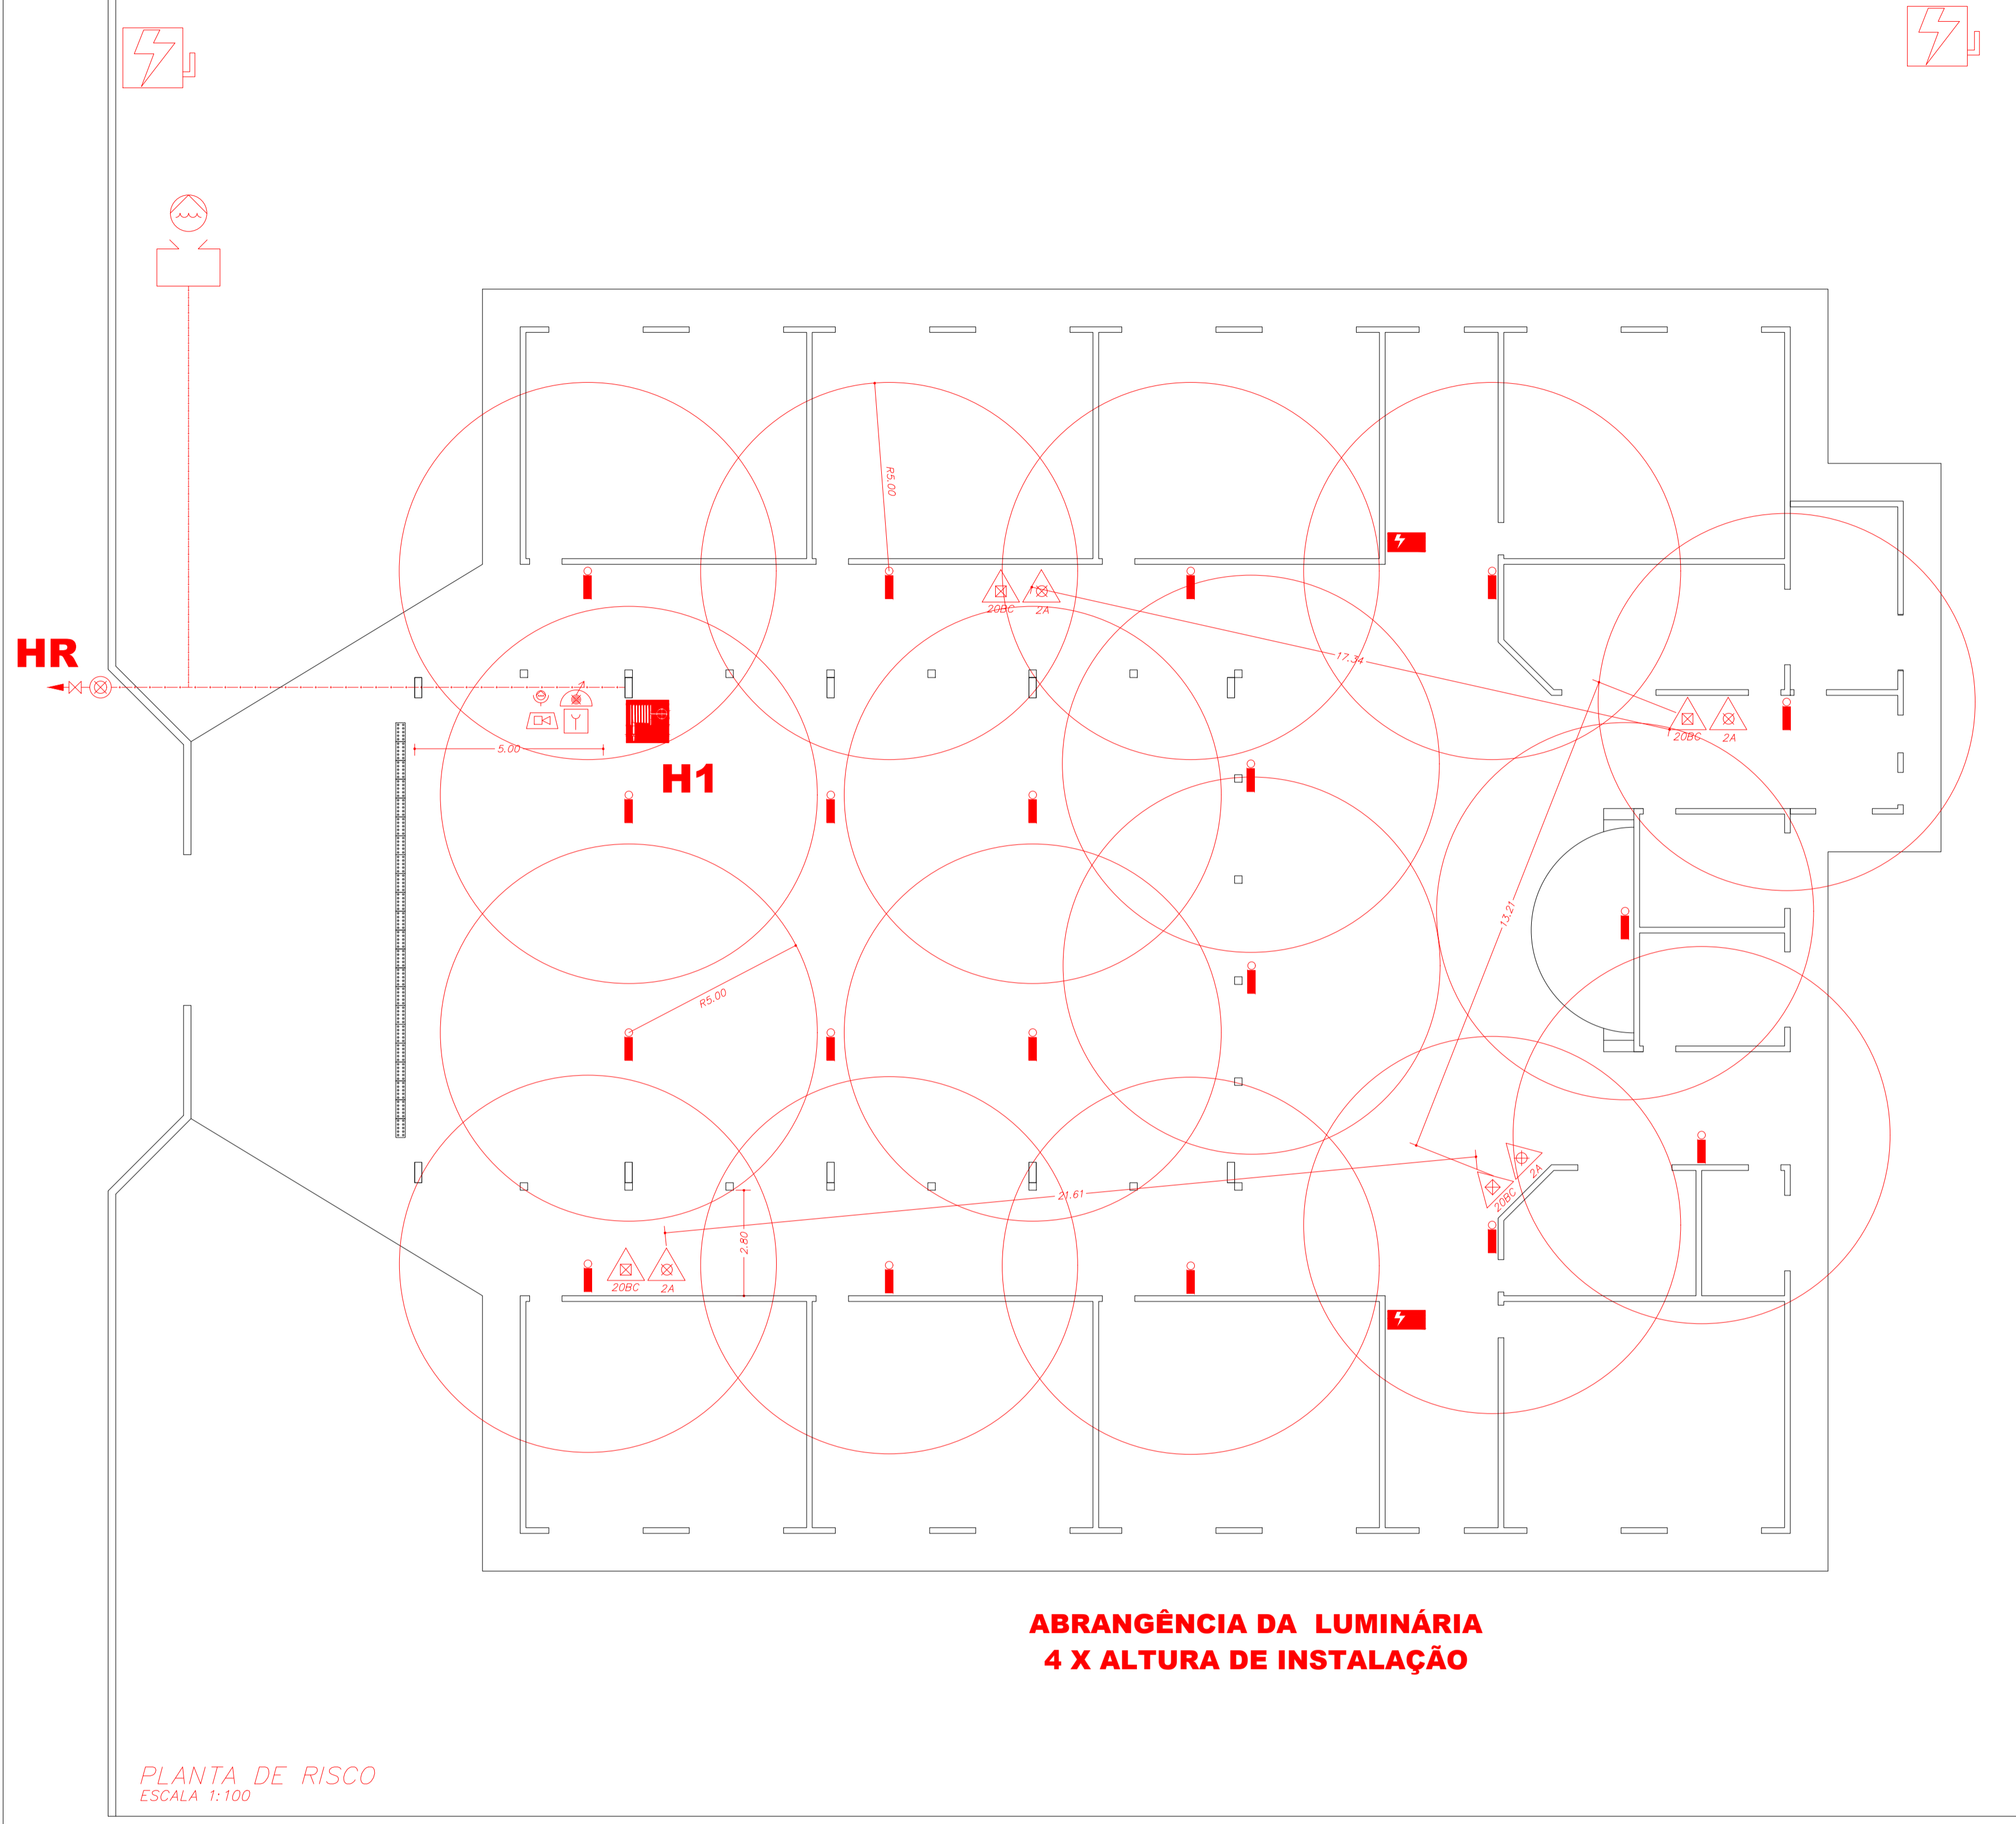 R5.00
HR
20BC
2A
17.34
5.00
H1
20BC
2A
13.21
R5.00
2.80
21.61
20BC
2A
20BC
2A
ABRANGÊNCIA DA LUMINÁRIA
4 X ALTURA DE INSTALAÇÃO
PLANTA DE RISCO
ESCALA 1:100